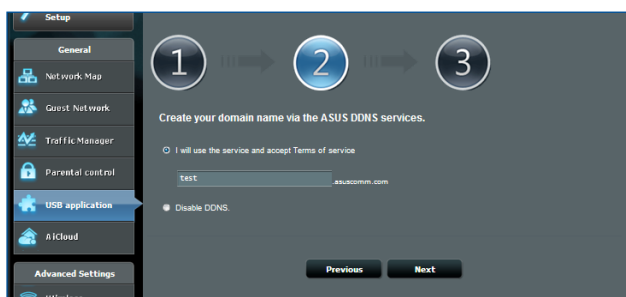 Setup
General
1
2
3
Network Map
Guest Network
Create your domain name via the ASUS DDNS services.
Traffic Manager
I will use the service and accept Terms of service
Parental control
test .asuscomm.com
USB application
Disable DDNS.
AiCloud
Previous Next
Advanced Settings
Wireless